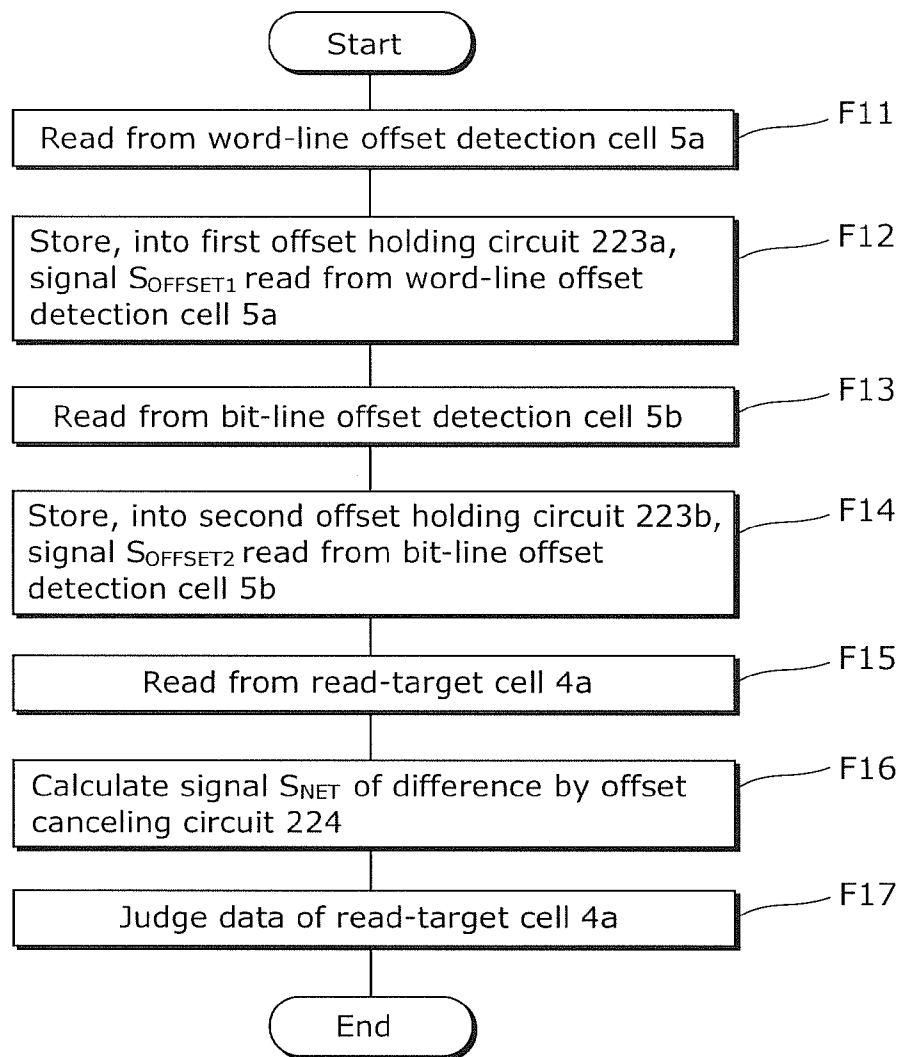 Start
Read from word-line offset detection cell 5a
F11
Store, into first offset holding circuit 223a,
signal SOFFSET1 read from word-line offset
detection cell 5a
F12
Read from bit-line offset detection cell 5b
F13
Store, into second offset holding circuit 223b,
signal SOFFSET2 read from bit-line offset
detection cell 5b
F14
Read from read-target cell 4a
F15
Calculate signal SNET of difference by offset
canceling circuit 224
F16
Judge data of read-target cell 4a
F17
End